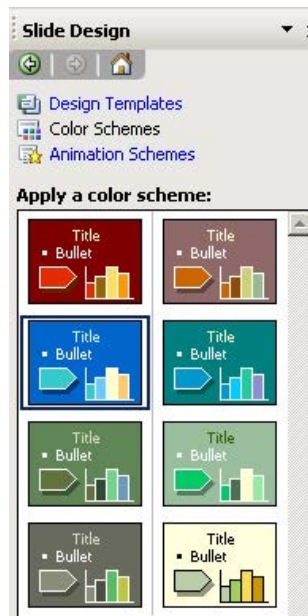 Slide Design
Design Templates
Color Schemes
Animation Schemes
Apply a color scheme:
Title
Bullet
Title
Bullet
Title
Bullet
Title
Bullet
Title
Bullet
Title
Bullet
Title
Bullet
Title
Bullet